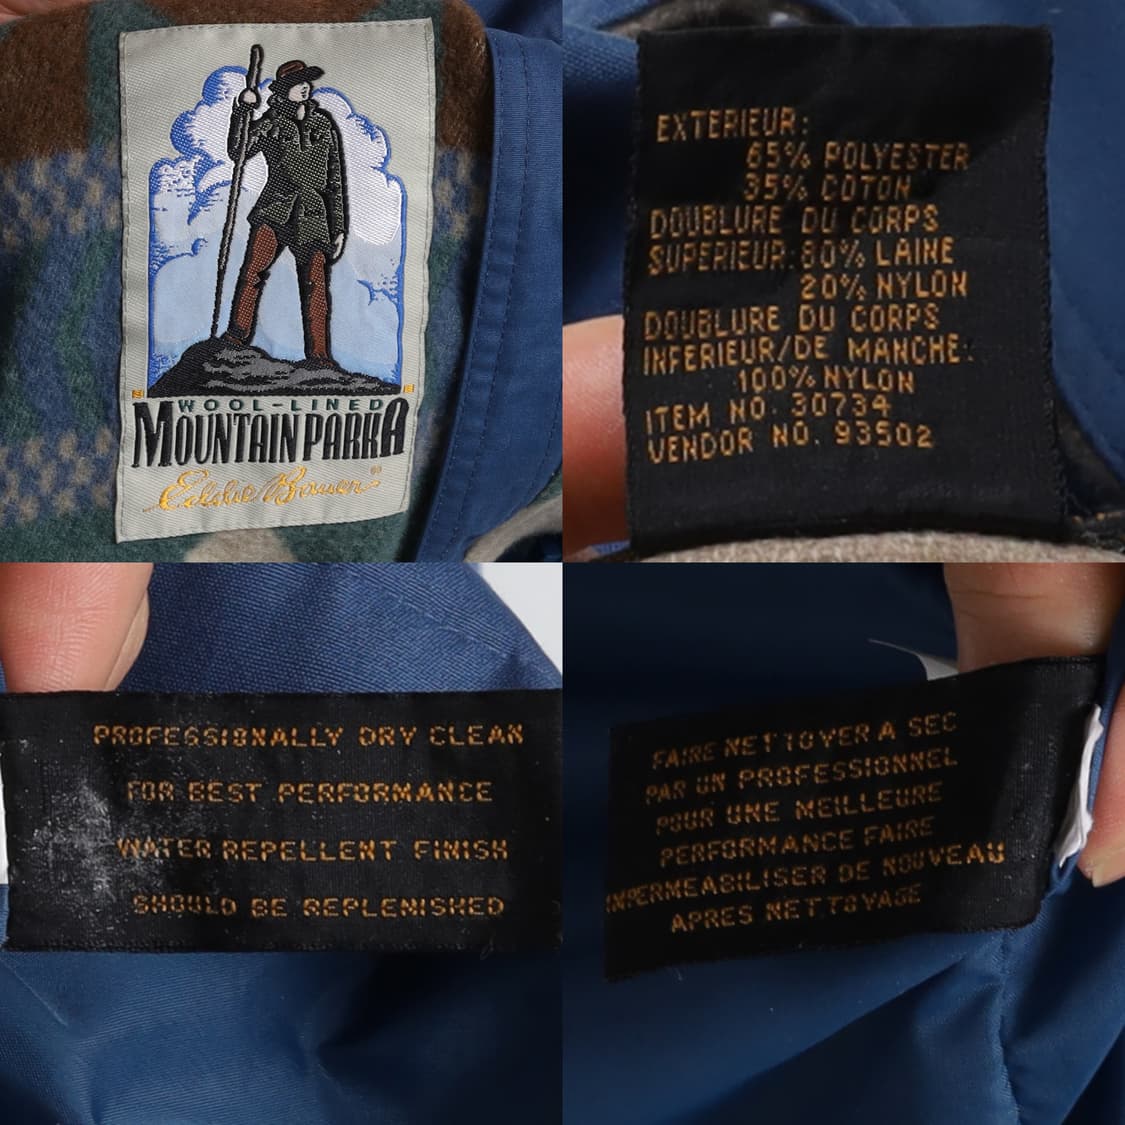 N E
WOOL-LINED
MOUNTAIN PARKA
Eddie Bauer
EXTERIEUR:
65% POLYESTER
35% COTON
DOUBLURE DU CORPS
SUPERIEUR: 80% LAINE
20% NYLON
DOUBLURE DU CORPS
INFERIEUR/DE MANCHE:
100% NYLON
ITEM NO. 30734
VENDOR NO. 93502
PROFESSIONALLY DRY CLEAN
FOR BEST PERFORMANCE
WATER REPELLENT FINISH
SHOULD BE REPLENISHED
FAIRE NETTOYER A SEC
PAR UN PROFESSIONNEL
POUR UNE MEILLEURE
PERFORMANCE FAIRE
IMPERMEABILISER DE NOUVEAU
APRES NETTOYAGE